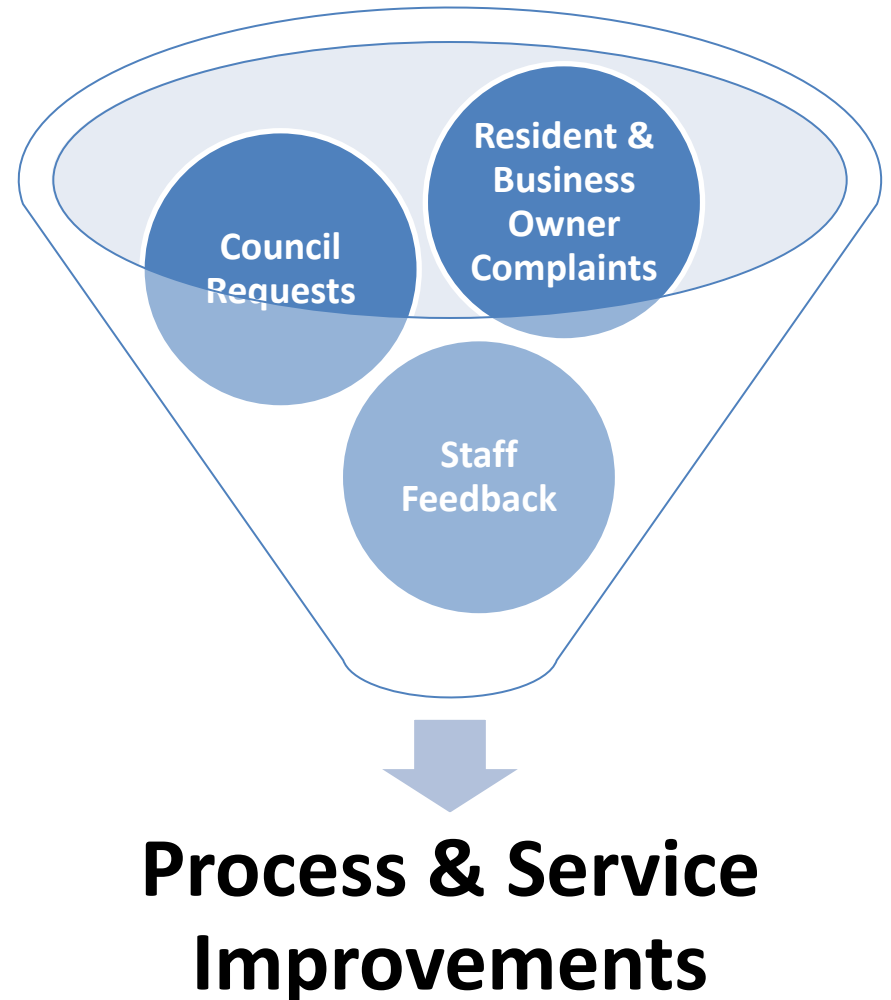 Resident &
Business
Owner
Complaints
Council
Requests
Staff
Feedback
Process & Service
Improvements